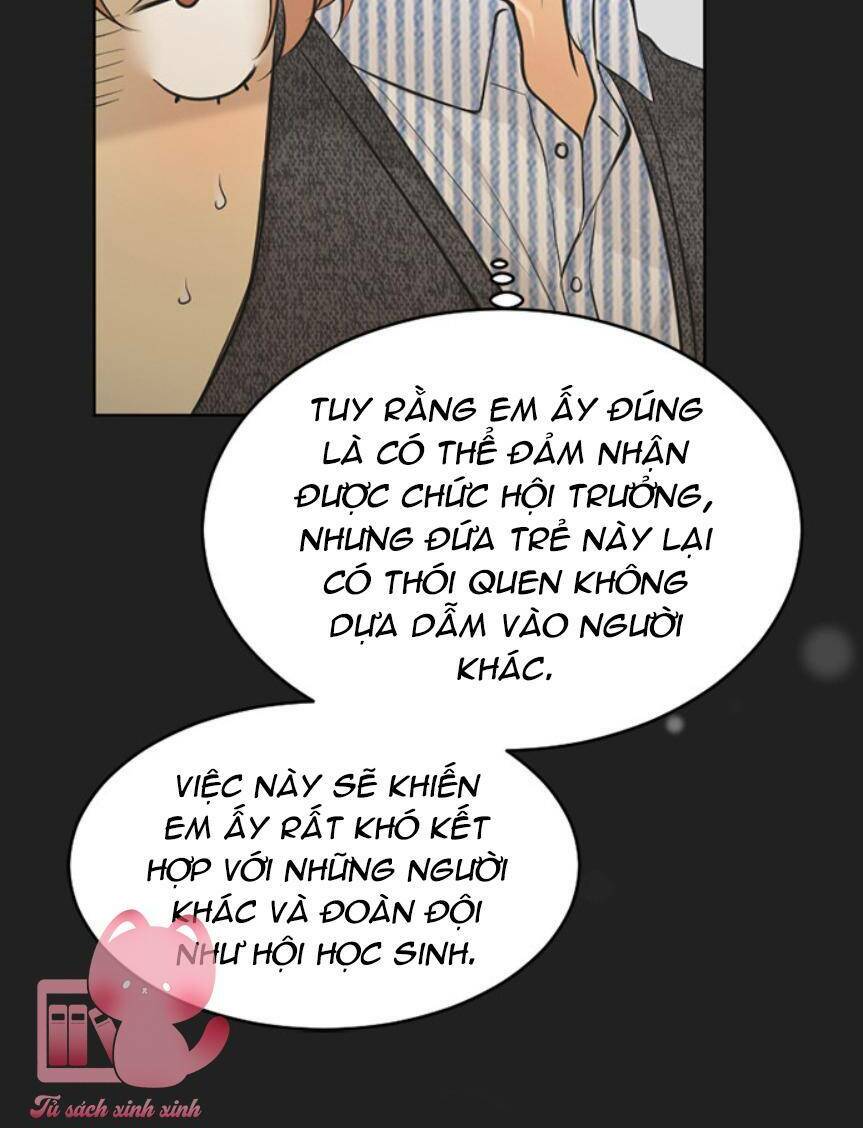 TUY RẰNG EM ẤY ĐÚNG
LÀ CÓ THỂ ĐẢM NHẬN
ĐƯỢC CHỨC HỘI TRƯỞNG,
NHƯNG ĐỨA TRẺ NÀY LẠI
CÓ THÓI QUEN KHÔNG
DỰA DẪM VÀO NGƯỜI
KHÁC.
VIỆC NÀY SẼ KHIẾN
EM ẤY RẤT KHÓ KẾT
HỢP VỚI NHỮNG NGƯỜI
KHÁC VÀ ĐOÀN ĐỘI
NHƯ HỘI HỌC SINH.
Tủ sách xinh xinh